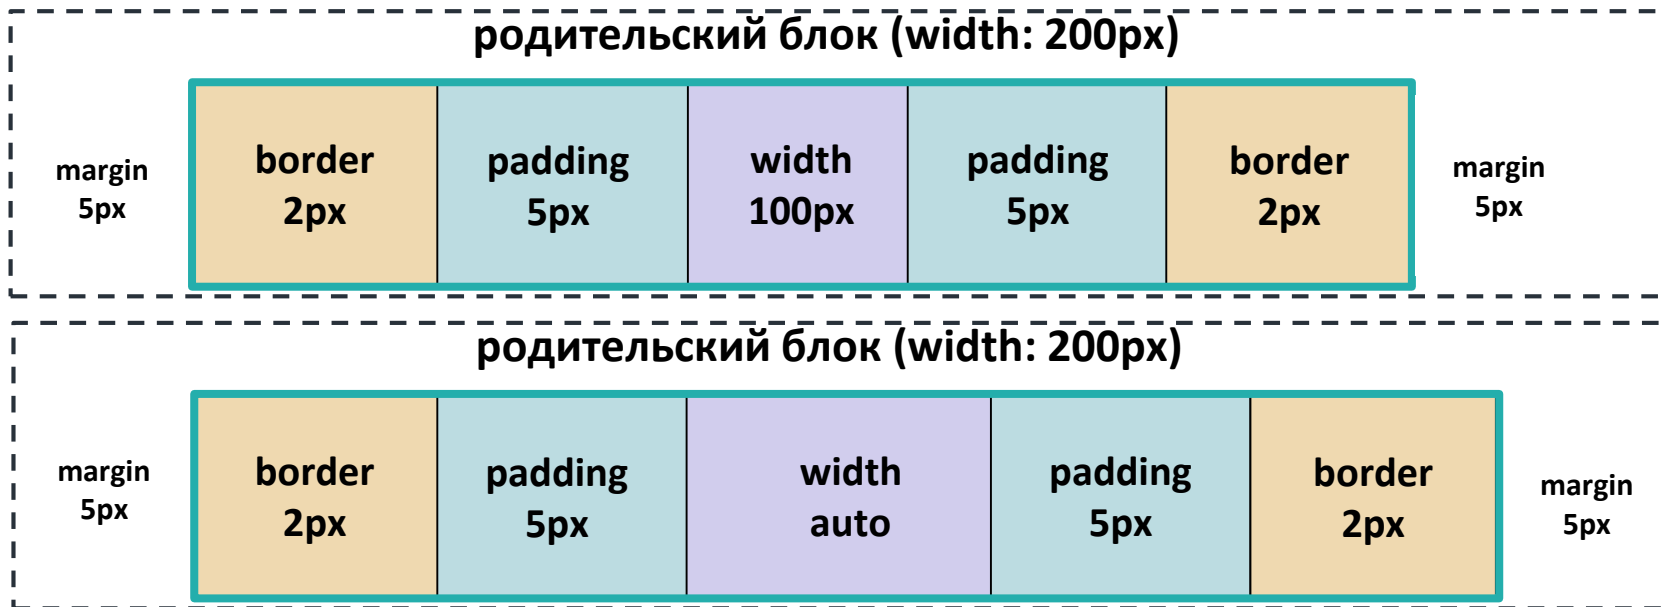 родительский блок (width: 200px)
margin
5px
border
2px
padding
5px
width
100px
padding
5px
border
2px
margin
5px
родительский блок (width: 200px)
margin
5px
border
2px
padding
5px
width
auto
padding
5px
border
2px
margin
5px